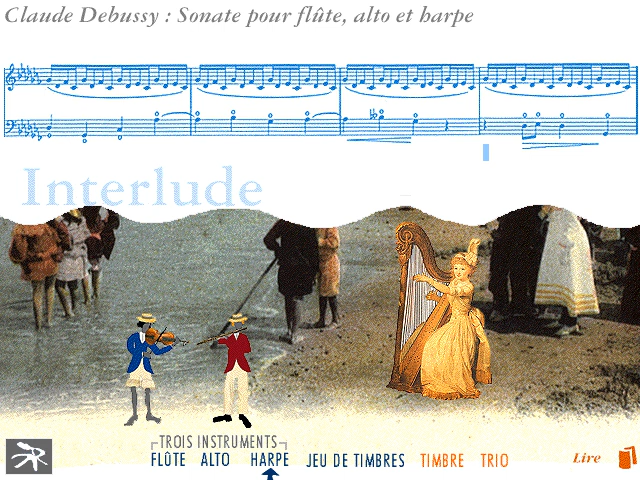 Claude Debussy : Sonate pour flûte, alto et harpe
Interlude
TROIS INSTRUMENTS
FLÛTE ALTO HARPE JEU DE TIMBRES TIMBRE TRIO
Lire